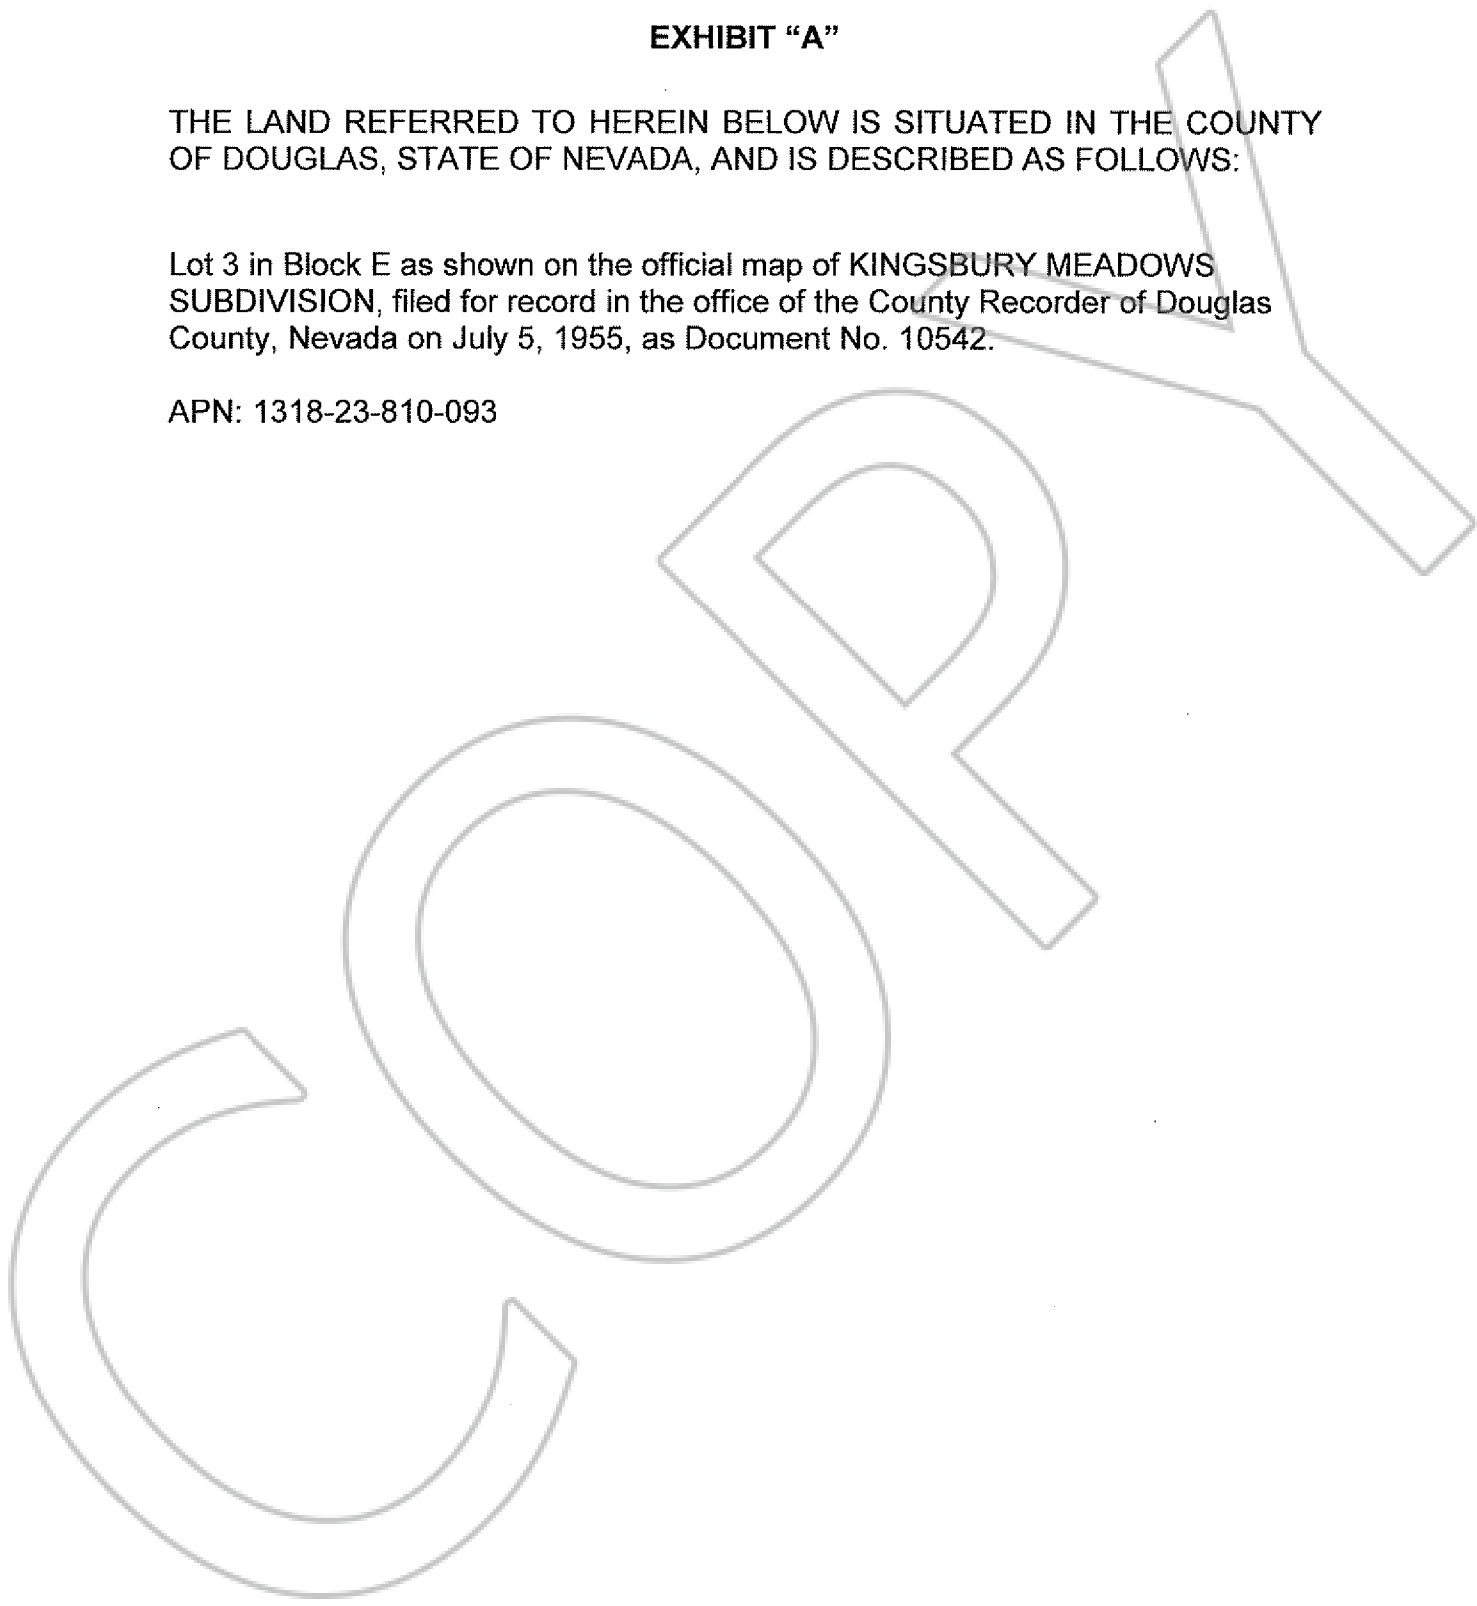 EXHIBIT “A”
THE LAND REFERRED TO HEREIN BELOW IS SITUATED IN THE COUNTY
OF DOUGLAS, STATE OF NEVADA, AND IS DESCRIBED AS FOLLOWS:
Lot 3 in Block E as shown on the official map of KINGSBURY MEADOWS
SUBDIVISION, filed for record in the office of the County Recorder of Douglas
County, Nevada on July 5, 1955, as Document No. 10542.
APN: 1318-23-810-093
COPY